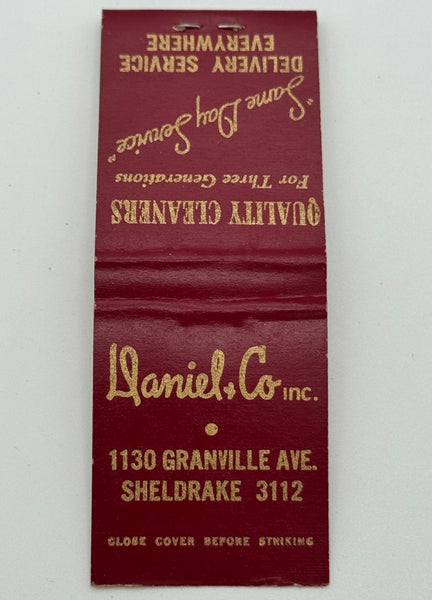 QUALITY CLEANERS
For Three Generations
"Same Day Service"
DELIVERY SERVICE
EVERYWHERE
Daniel & Co INC.
1130 GRANVILLE AVE.
SHELDRAKE 3112
CLOSE COVER BEFORE STRIKING